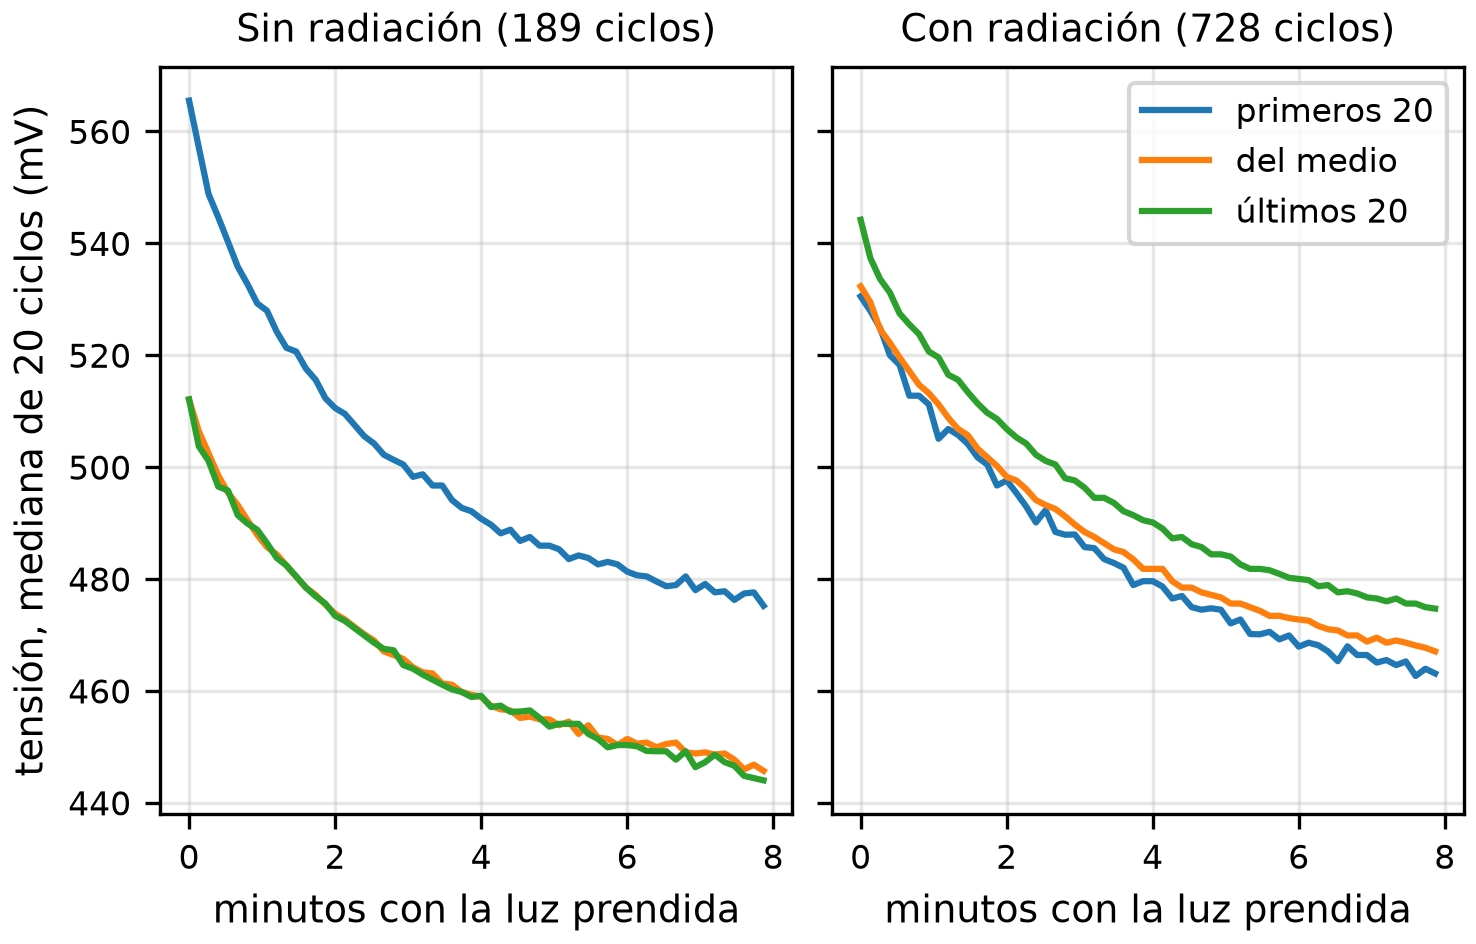 Sin radiación (189 ciclos)
Con radiación (728 ciclos)
tensión, mediana de 20 ciclos (mV)
560
540
520
500
480
460
440
primeros 20
del medio
últimos 20
0 2 4 6 8
0 2 4 6 8
minutos con la luz prendida
minutos con la luz prendida